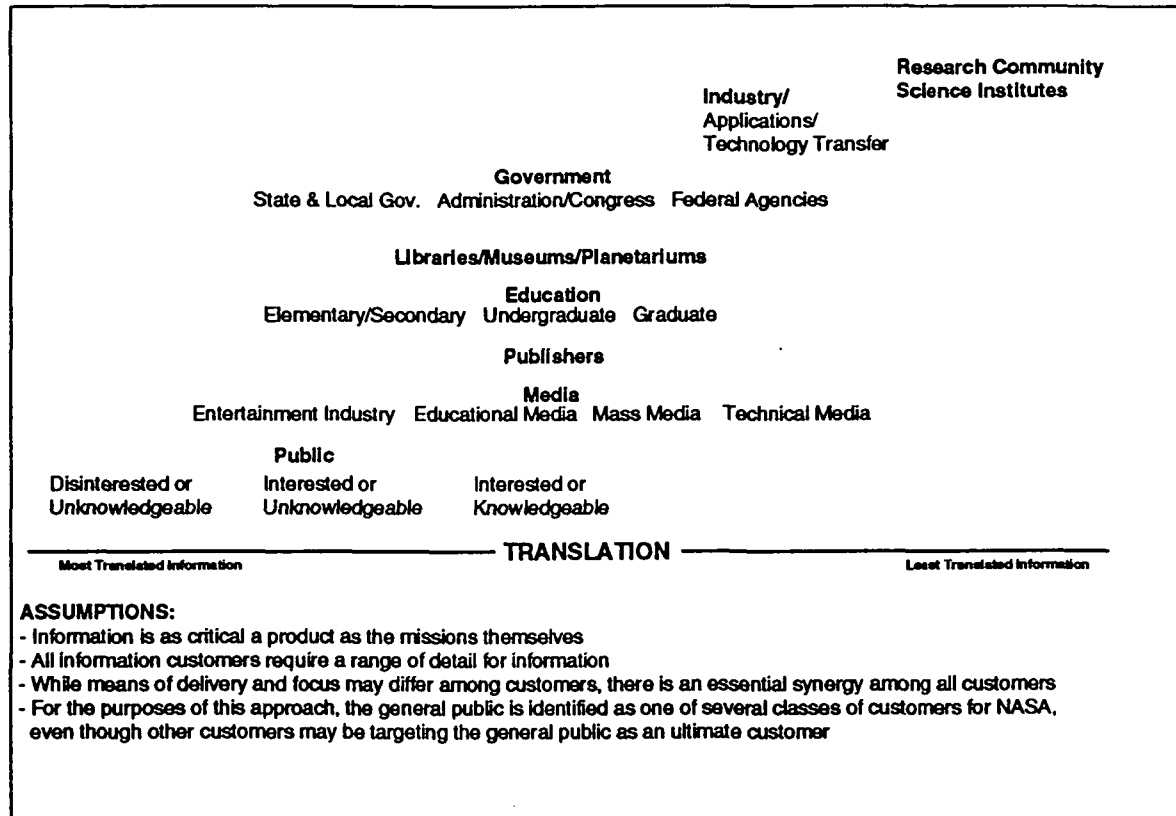 Research Community
Science Institutes
Industry/
Applications/
Technology Transfer
Government
State & Local Gov. Administration/Congress Federal Agencies
Libraries/Museums/Planetariums
Education
Elementary/Secondary Undergraduate Graduate
Publishers
Media
Entertainment Industry Educational Media Mass Media Technical Media
Public
Disinterested or Interested or Interested or
Unknowledgeable Unknowledgeable Knowledgeable
TRANSLATION
Most Translated Information Least Translated Information
ASSUMPTIONS:
- Information is as critical a product as the missions themselves
- All information customers require a range of detail for information
- While means of delivery and focus may differ among customers, there is an essential synergy among all customers
- For the purposes of this approach, the general public is identified as one of several classes of customers for NASA,
even though other customers may be targeting the general public as an ultimate customer